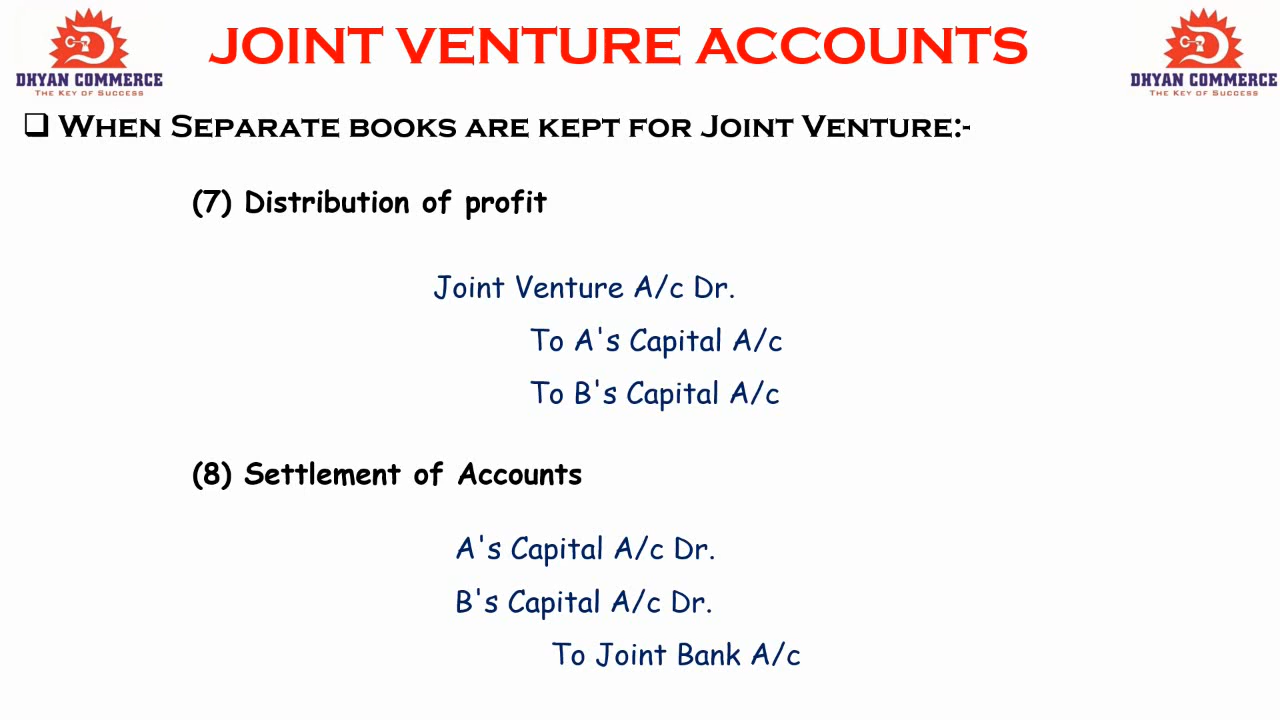 JOINT VENTURE ACCOUNTS
DHYAN COMMERCE
THE KEY OF SUCCESS
DHYAN COMMERCE
THE KEY OF SUCCESS
❑ WHEN SEPARATE BOOKS ARE KEPT FOR JOINT VENTURE:-
(7) Distribution of profit
Joint Venture A/c Dr.
To A's Capital A/c
To B's Capital A/c
(8) Settlement of Accounts
A's Capital A/c Dr.
B's Capital A/c Dr.
To Joint Bank A/c